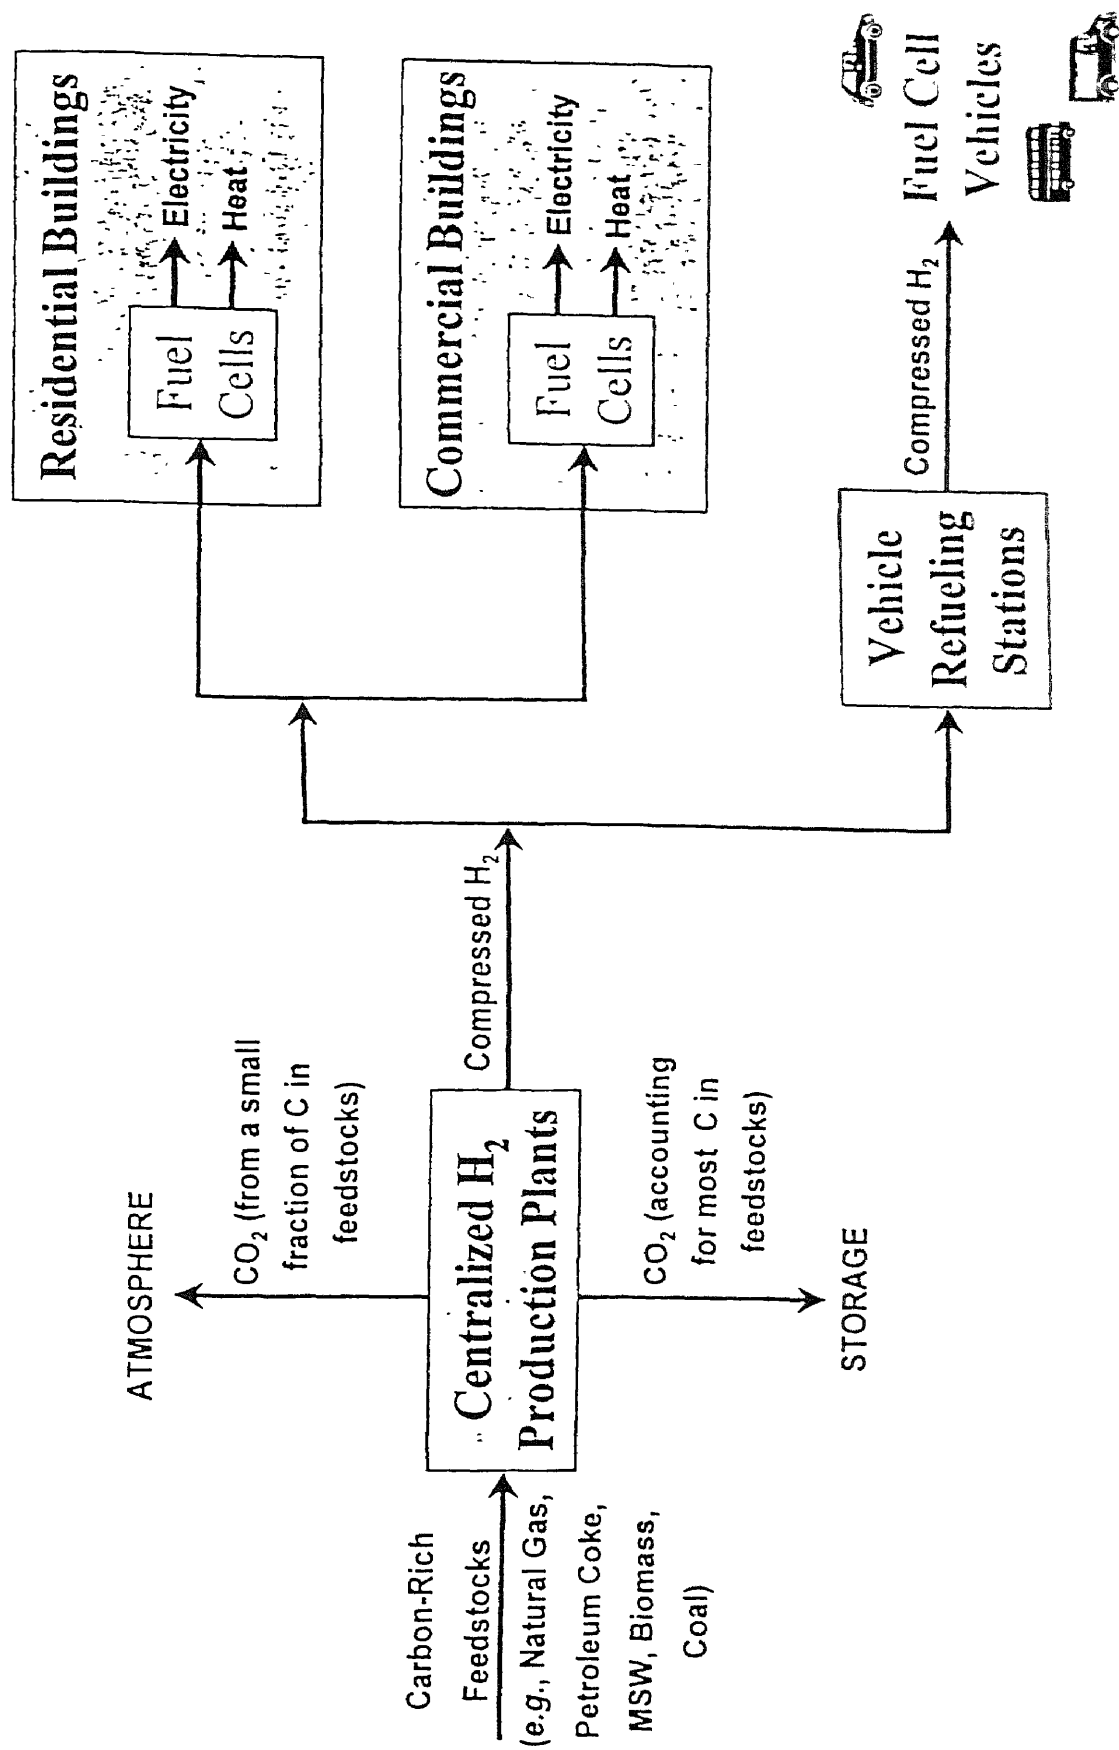 ATMOSPHERE
CO₂ (from a small
fraction of C in
feedstocks)
Carbon-Rich
Feedstocks
(e.g., Natural Gas,
Petroleum Coke,
MSW, Biomass,
Coal)
Centralized H₂
Production Plants
CO₂ (accounting
for most C in
feedstocks)
STORAGE
Compressed H₂
Residential Buildings
Fuel
Cells
Electricity
Heat
Commercial Buildings
Fuel
Cells
Electricity
Heat
Vehicle
Refueling
Stations
Compressed H₂
Fuel Cell
Vehicles